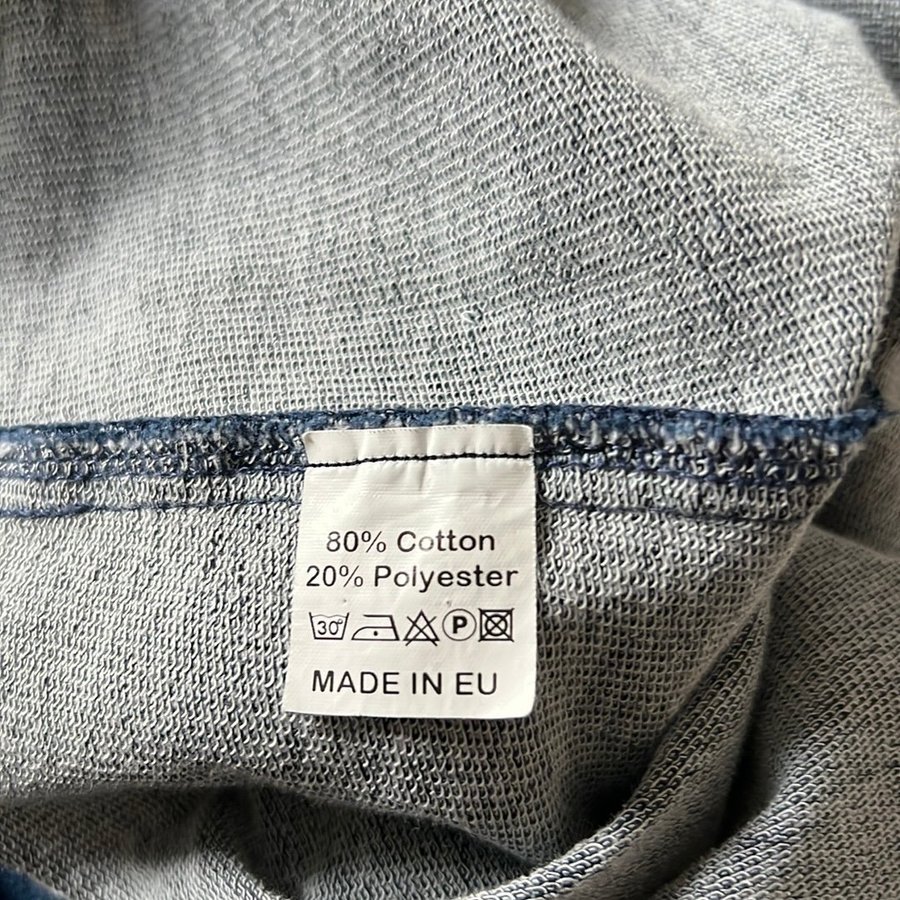 80% Cotton
20% Polyester
30° P
MADE IN EU